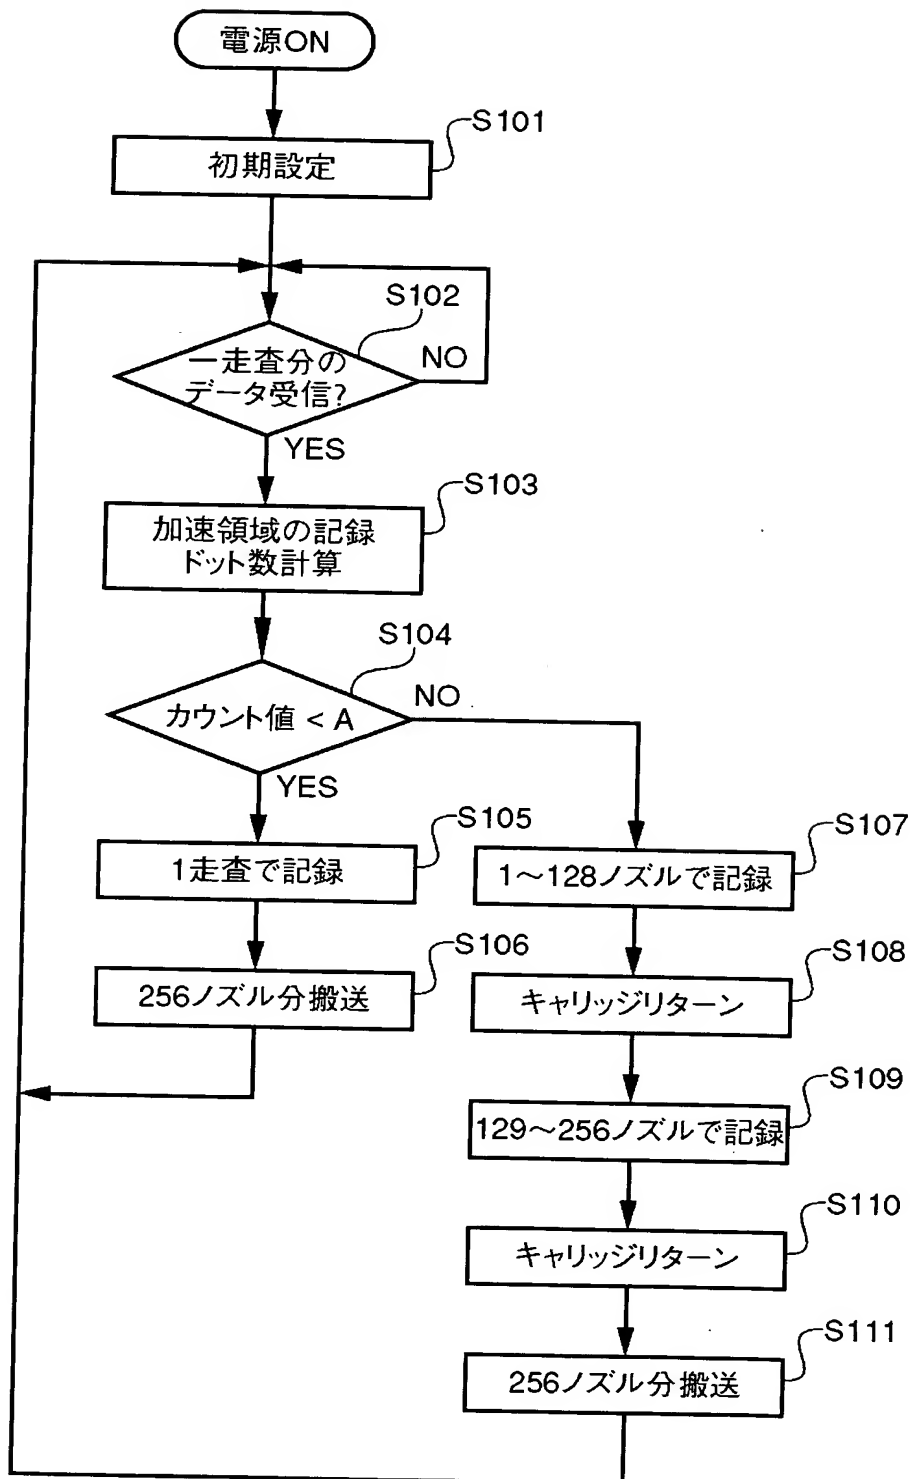 電源ON
S101
初期設定
S102
一走査分の
データ受信?
NO
YES
S103
加速領域の記録
ドット数計算
S104
カウント値 < A
NO
YES
S105
1走査で記録
S106
256ノズル分搬送
S107
1〜128ノズルで記録
S108
キャリッジリターン
S109
129〜256ノズルで記録
S110
キャリッジリターン
S111
256ノズル分搬送